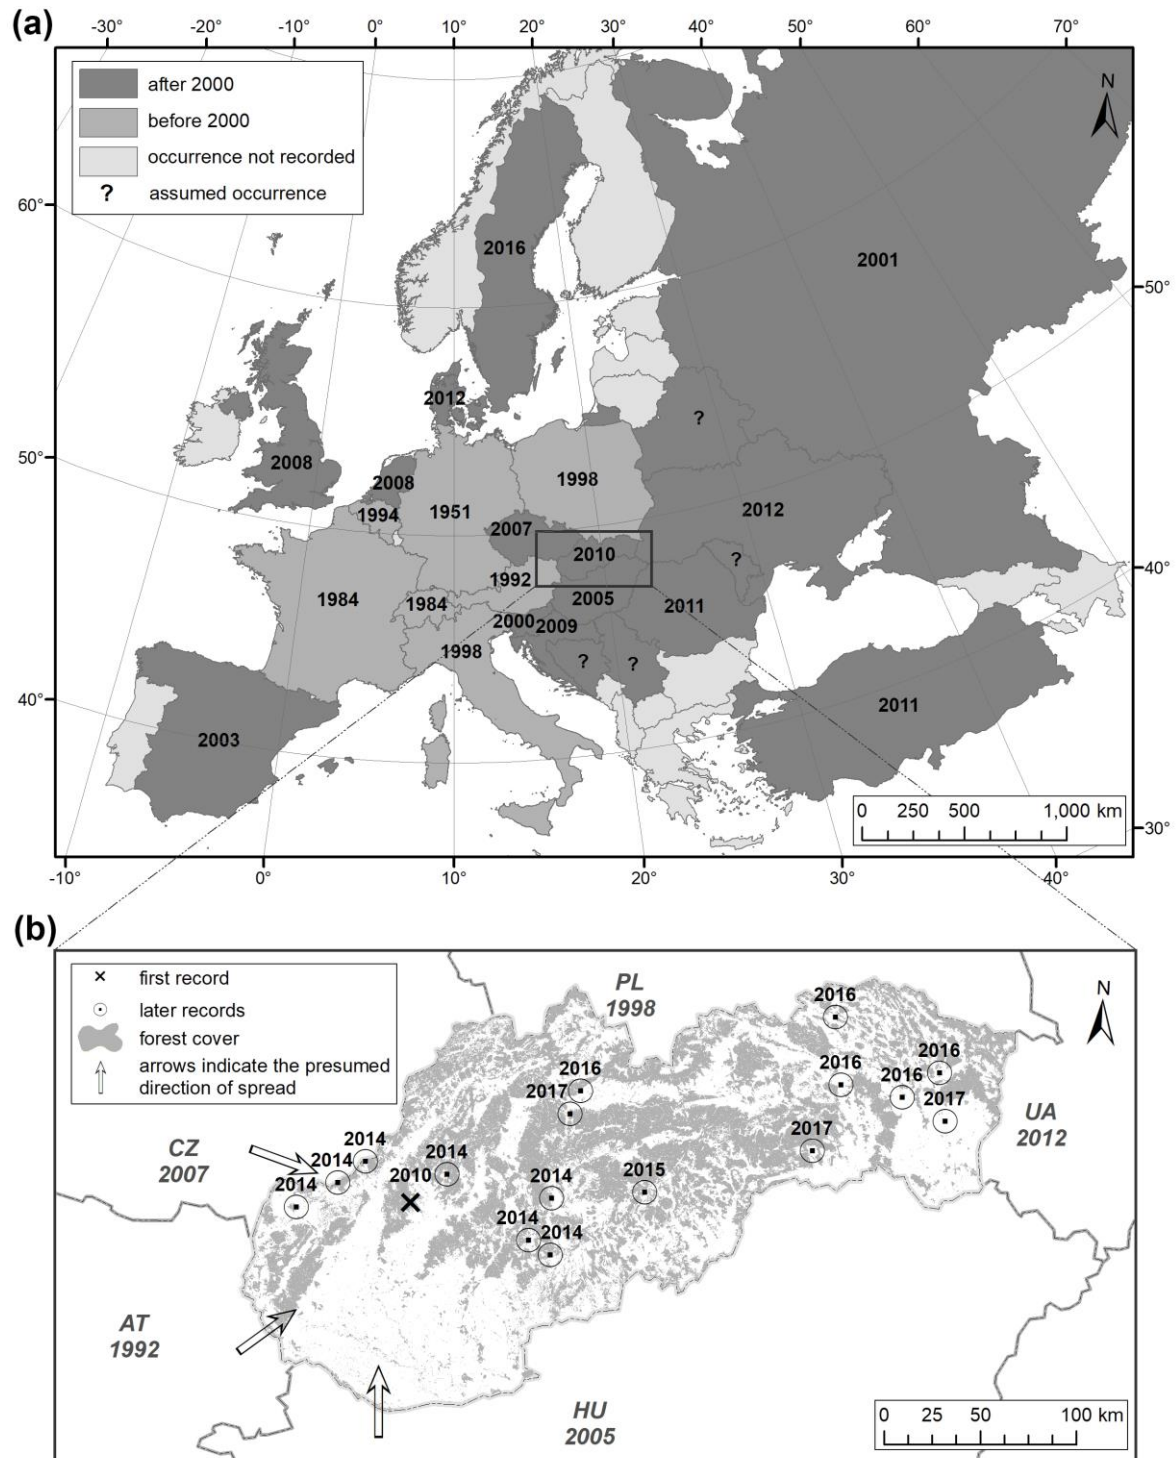 (a)
-30° -20° -10° 0° 10° 20° 30° 40° 50° 70°
after 2000
before 2000
occurrence not recorded
? assumed occurrence
N
60°
50°
40°
50°
40°
30°
2016
2001
2012
?
2008
2008
1998
1994
1951
2012
2007
2010
?
1992
1984
1984
2005
2011
2000
2009
1998
?
?
2003
2011
0 250 500 1,000 km
-10° 0° 10° 20° 30° 40°
(b)
first record
later records
forest cover
arrows indicate the presumed
direction of spread
N
PL
1998
CZ
2007
AT
1992
HU
2005
UA
2012
2016
2016
2016
2016
2017
2016
2017
2017
2014
2014
2014
2014
2010
2014
2015
2014
2014
0 25 50 100 km